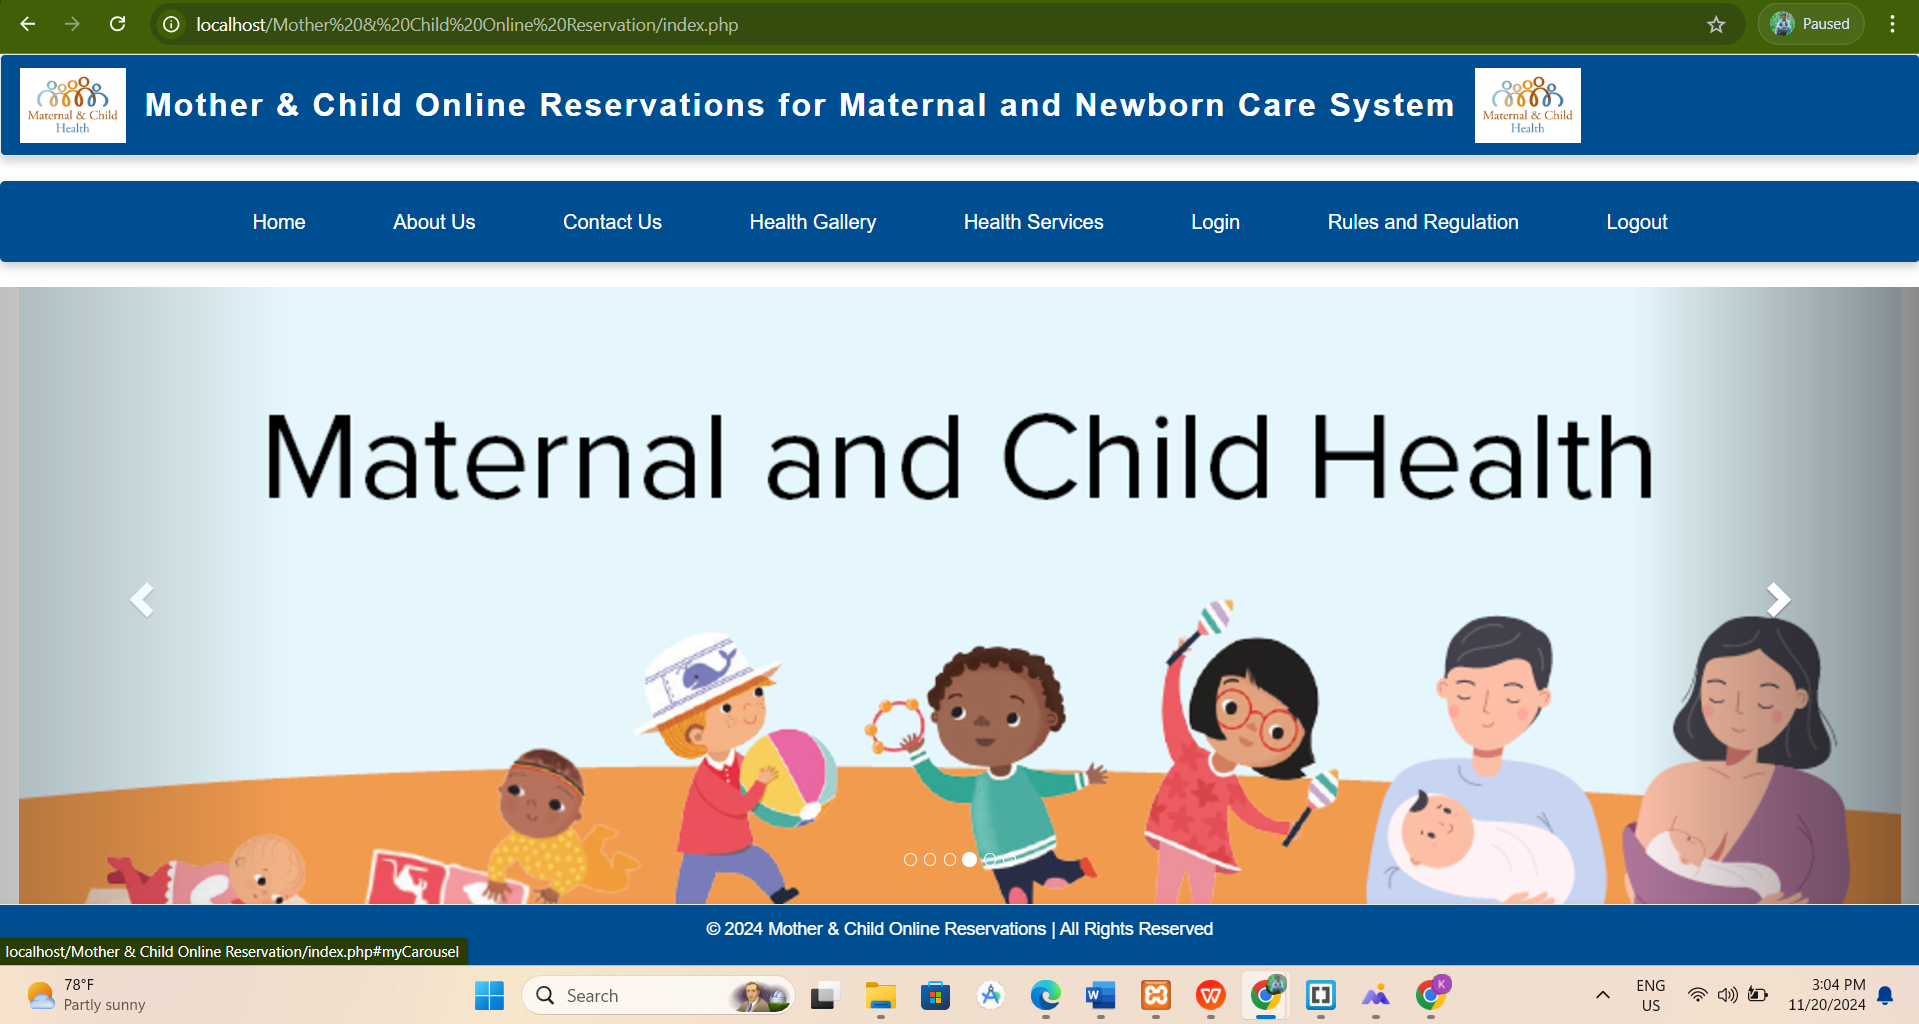 localhost/Mother%20&%20Child%20Online%20Reservation/index.php
Paused
Maternal & Child
Health
Mother & Child Online Reservations for Maternal and Newborn Care System
Maternal & Child
Health
Home About Us Contact Us Health Gallery Health Services Login Rules and Regulation Logout
Maternal and Child Health
© 2024 Mother & Child Online Reservations | All Rights Reserved
localhost/Mother & Child Online Reservation/index.php#myCarousel
78°F
Partly sunny
Search
W
W
K
ENG
US
3:04 PM
11/20/2024